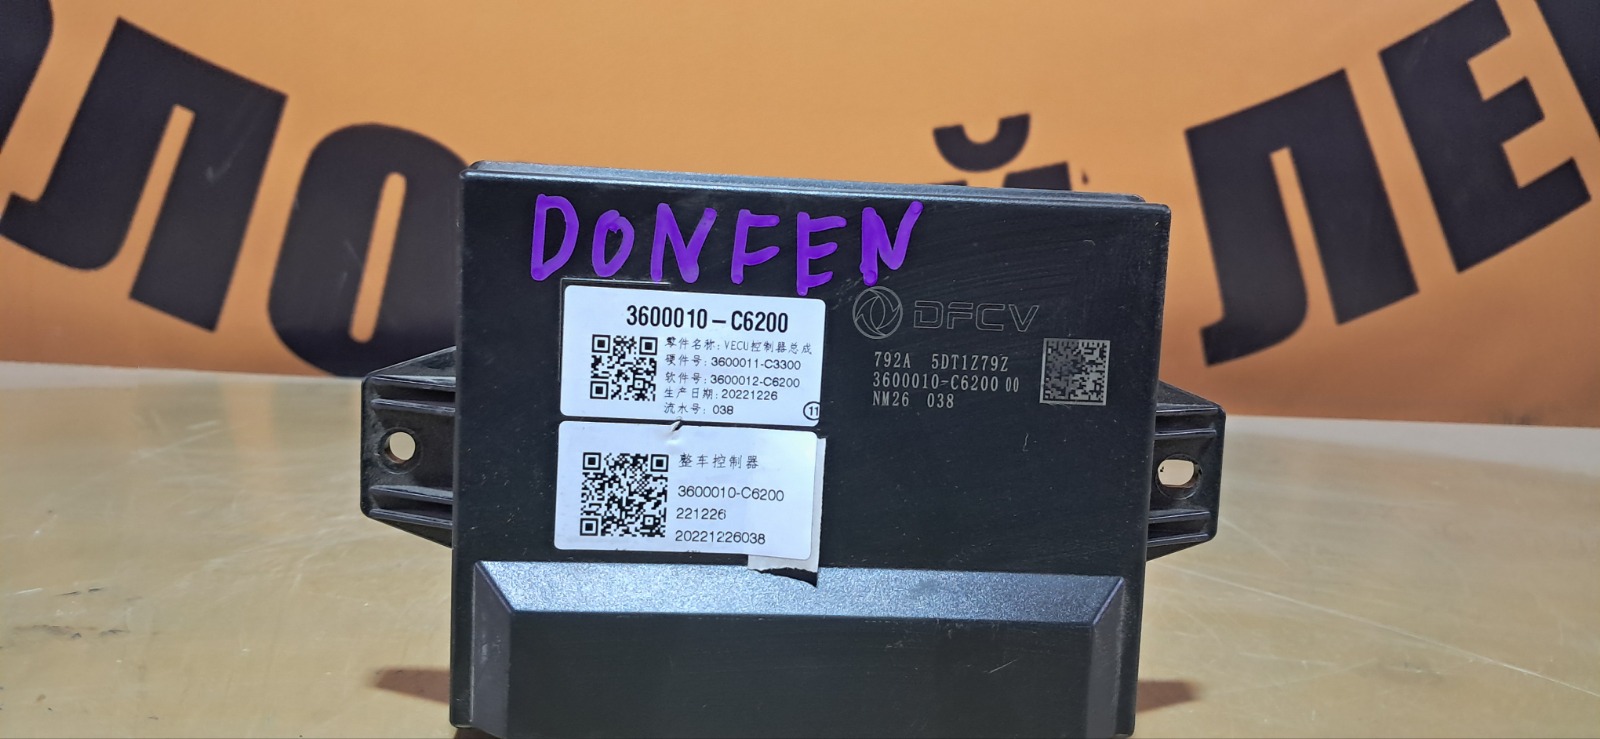 ЛО
Й ЛЕ
DONFEN
3600010-C6200
零件名称: VECU控制器总成
硬件号: 3600011-C3300
软件号: 3600012-C6200
生产日期: 20221226
流水号: 038
11
整车控制器
3600010-C6200
221226
20221226038
DFCV
792A 5DT1Z79Z
3600010-C6200 00
NM26 038